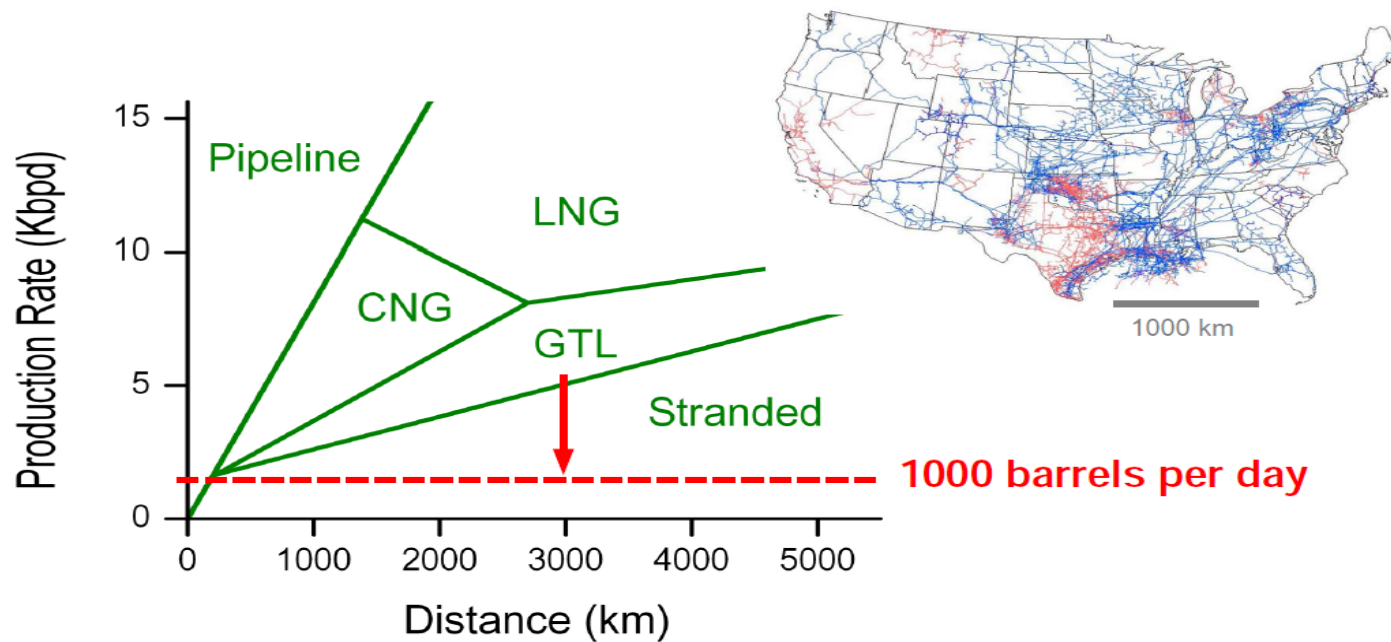 Production Rate (Kbpd)
15
10
5
0
Pipeline
LNG
CNG
GTL
Stranded
1000 barrels per day
0 1000 2000 3000 4000 5000
Distance (km)
1000 km